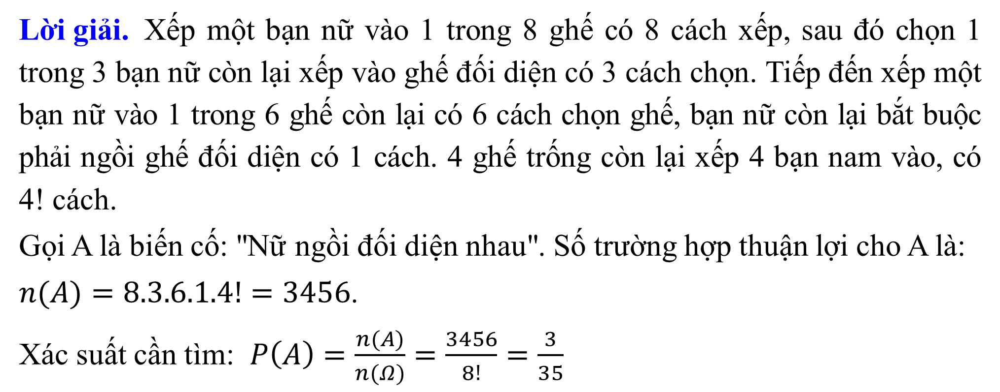 Lời giải. Xếp một bạn nữ vào 1 trong 8 ghế có 8 cách xếp, sau đó chọn 1
trong 3 bạn nữ còn lại xếp vào ghế đối diện có 3 cách chọn. Tiếp đến xếp một
bạn nữ vào 1 trong 6 ghế còn lại có 6 cách chọn ghế, bạn nữ còn lại bắt buộc
phải ngồi ghế đối diện có 1 cách. 4 ghế trống còn lại xếp 4 bạn nam vào, có
4! cách.
Gọi A là biến cố: "Nữ ngồi đối diện nhau". Số trường hợp thuận lợi cho A là:
n(A) = 8.3.6.1.4! = 3456.
Xác suất cần tìm: P(A) = n(A)/n(Ω) = 3456/8! = 3/35